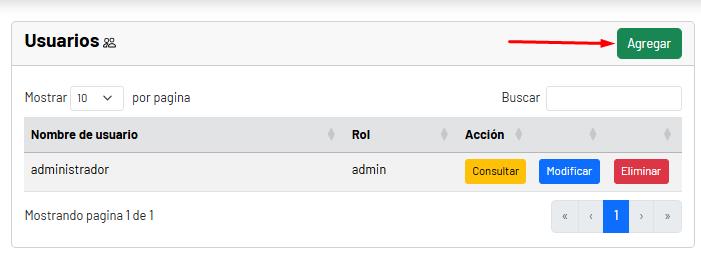 Usuarios
Agregar
Mostrar 10 por pagina
Buscar
Nombre de usuario Rol Acción
administrador admin Consultar Modificar Eliminar
Mostrando pagina 1 de 1
« ‹ 1 › »